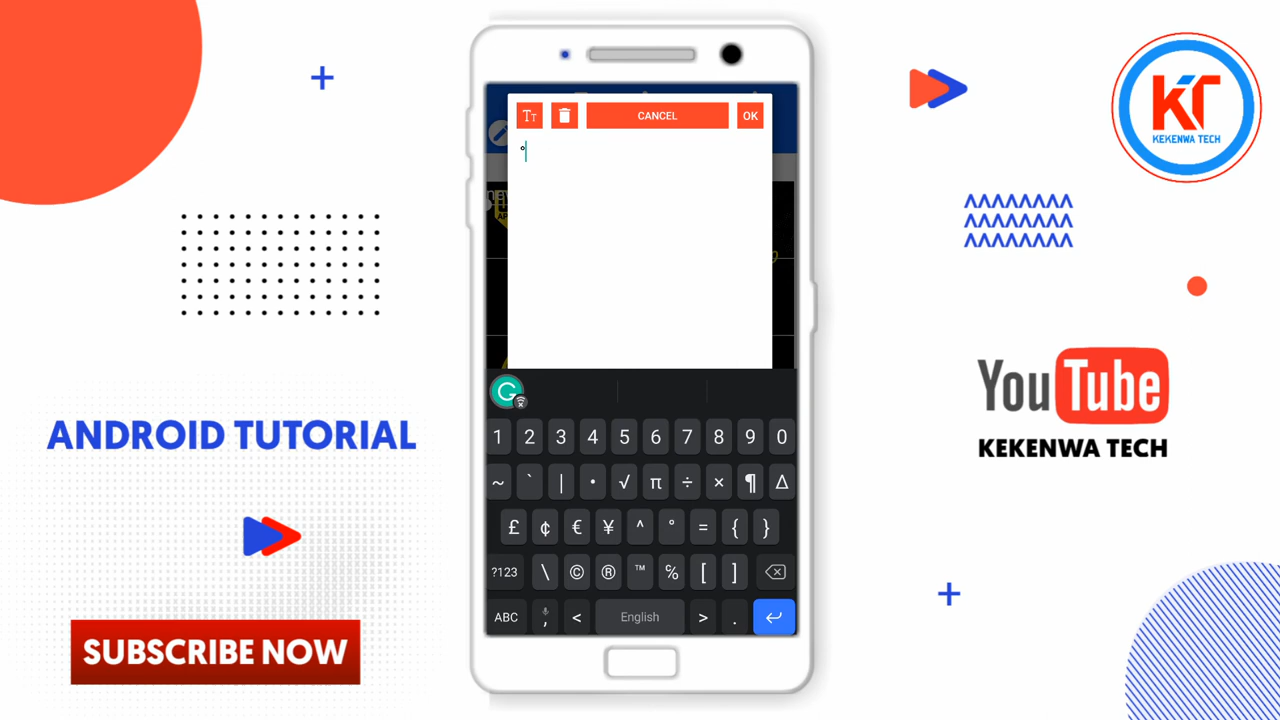 KT
KEKENWA TECH
TT
CANCEL
OK
°
YouTube
KEKENWA TECH
ANDROID TUTORIAL
SUBSCRIBE NOW
G
1 2 3 4 5 6 7 8 9 0
~ ` | • √ π ÷ × ¶ Δ
£ ¢ € ¥ ^ ° = { }
?123 \ © ® ™ ℅ [ ]
ABC , < English > .